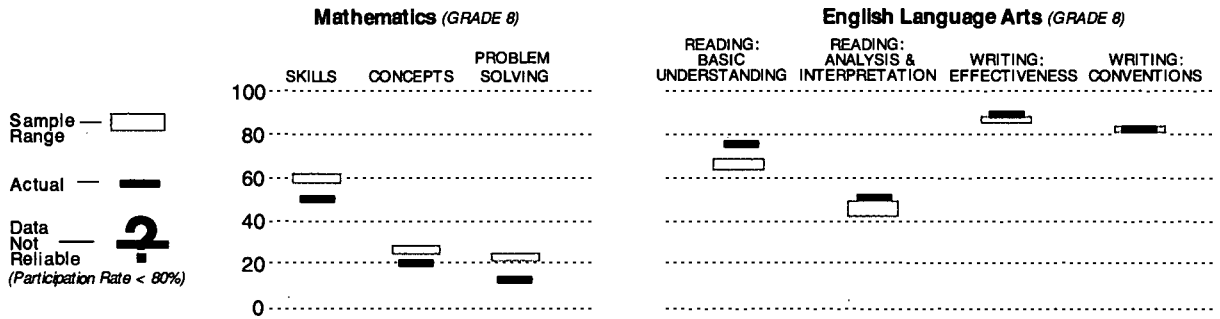 Mathematics (GRADE 8)
English Language Arts (GRADE 8)
SKILLS
CONCEPTS
PROBLEM
SOLVING
READING:
BASIC
UNDERSTANDING
READING:
ANALYSIS &
INTERPRETATION
WRITING:
EFFECTIVENESS
WRITING:
CONVENTIONS
100
80
60
40
20
0
Sample
Range
Actual
Data
Not
Reliable
?
(Participation Rate < 80%)